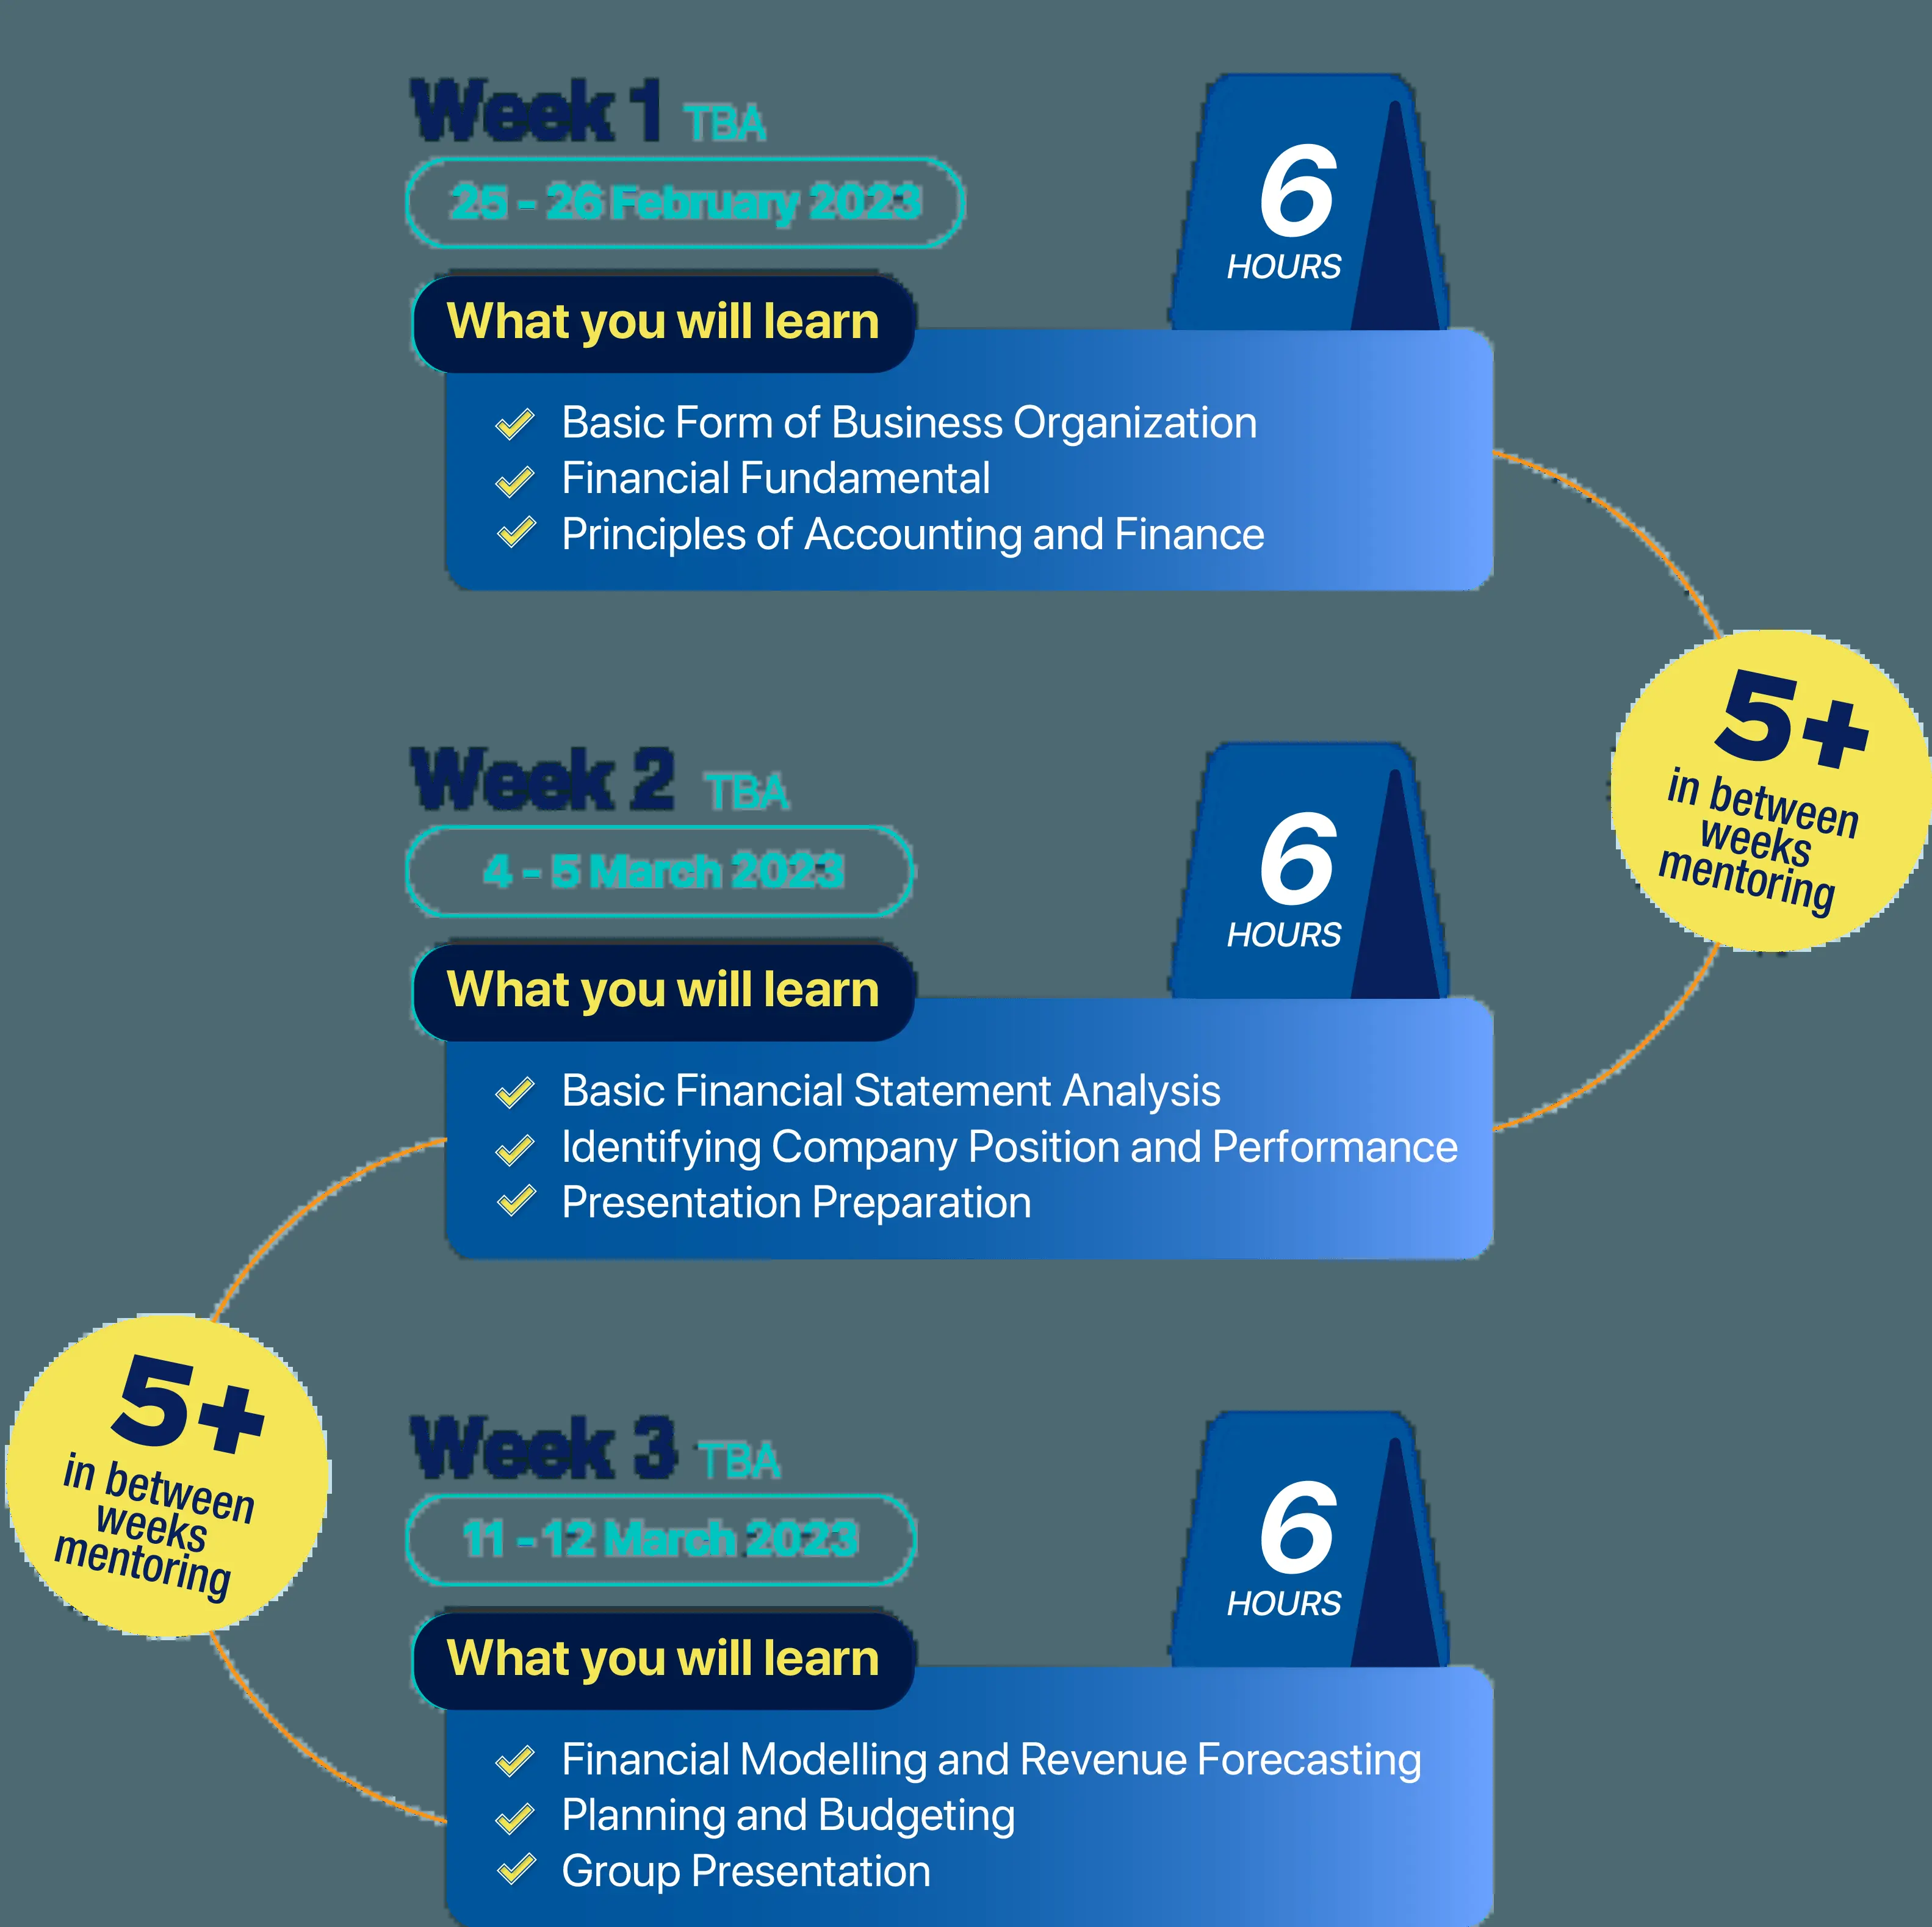 Week 1 TBA
25 - 26 February 2023
6
HOURS
What you will learn
Basic Form of Business Organization
Financial Fundamental
Principles of Accounting and Finance
5+
in between
weeks
mentoring
Week 2 TBA
4 - 5 March 2023
6
HOURS
What you will learn
Basic Financial Statement Analysis
Identifying Company Position and Performance
Presentation Preparation
5+
in between
weeks
mentoring
Week 3 TBA
11 - 12 March 2023
6
HOURS
What you will learn
Financial Modelling and Revenue Forecasting
Planning and Budgeting
Group Presentation